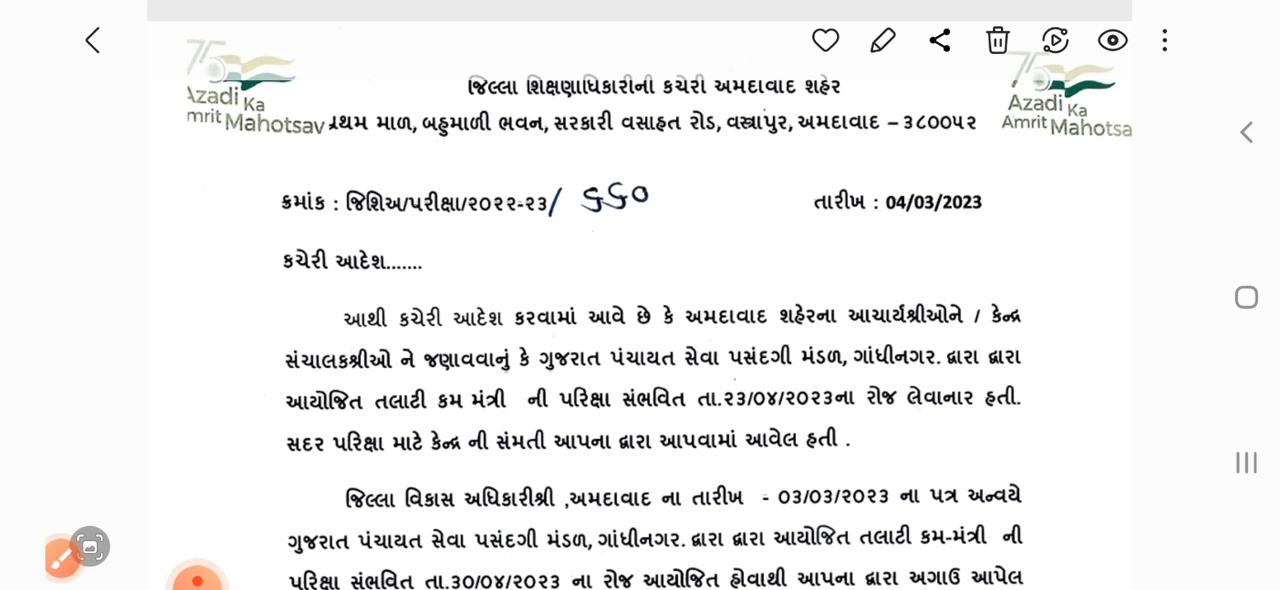 75
Azadi Ka
Amrit Mahotsav
75
Azadi Ka
Amrit Mahotsa
જિલ્લા શિક્ષણાધિકારીની કચેરી અમદાવાદ શહેર
પ્રથમ માળ, બહુમાળી ભવન, સરકારી વસાહત રોડ, વસ્ત્રાપુર, અમદાવાદ – ૩૮૦૦૫૨
ક્રમાંક : જિશિઅ/પરીક્ષા/૨૦૨૨-૨૩/ ૬૬૦ તારીખ : 04/03/2023
કચેરી આદેશ.......
આથી કચેરી આદેશ કરવામાં આવે છે કે અમદાવાદ શહેરના આચાર્યશ્રીઓને / કેન્દ્ર
સંચાલકશ્રીઓ ને જણાવવાનું કે ગુજરાત પંચાયત સેવા પસંદગી મંડળ, ગાંધીનગર. દ્વારા દ્વારા
આયોજિત તલાટી કમ મંત્રી ની પરિક્ષા સંભવિત તા.૨૩/૦૪/૨૦૨૩ના રોજ લેવાનાર હતી.
સદર પરિક્ષા માટે કેન્દ્ર ની સંમતી આપના દ્વારા આપવામાં આવેલ હતી .
જિલ્લા વિકાસ અધિકારીશ્રી ,અમદાવાદ ના તારીખ - ૦૩/૦૩/૨૦૨૩ ના પત્ર અન્વયે
ગુજરાત પંચાયત સેવા પસંદગી મંડળ, ગાંધીનગર. દ્વારા દ્વારા આયોજિત તલાટી કમ-મંત્રી ની
પરિક્ષા સંભવિત તા.૩૦/૦૪/૨૦૨૩ ના રોજ આયોજિત હોવાથી આપના દ્વારા અગાઉ આપેલ